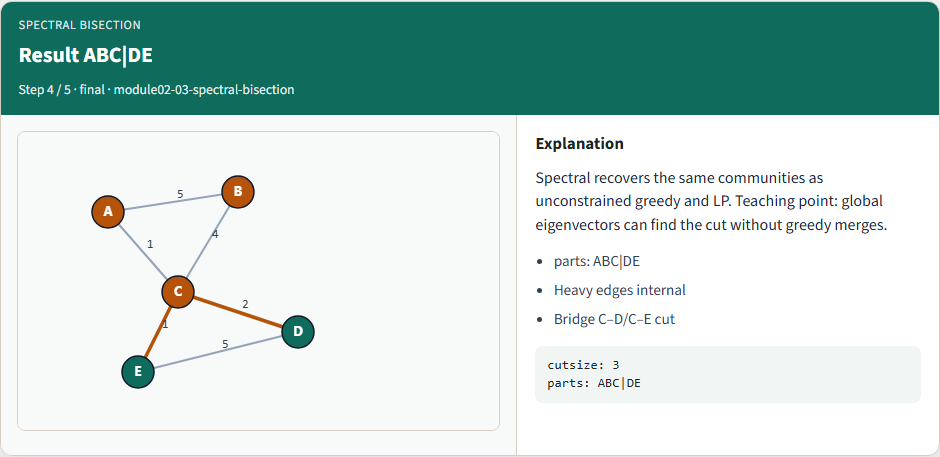 SPECTRAL BISECTION
Result ABC|DE
Step 4 / 5 · final · module02-03-spectral-bisection
5
B
A
4
1
C
2
1
D
5
E
Explanation
Spectral recovers the same communities as
unconstrained greedy and LP. Teaching point: global
eigenvectors can find the cut without greedy merges.
• parts: ABC|DE
• Heavy edges internal
• Bridge C–D/C–E cut
cutsize: 3
parts: ABC|DE